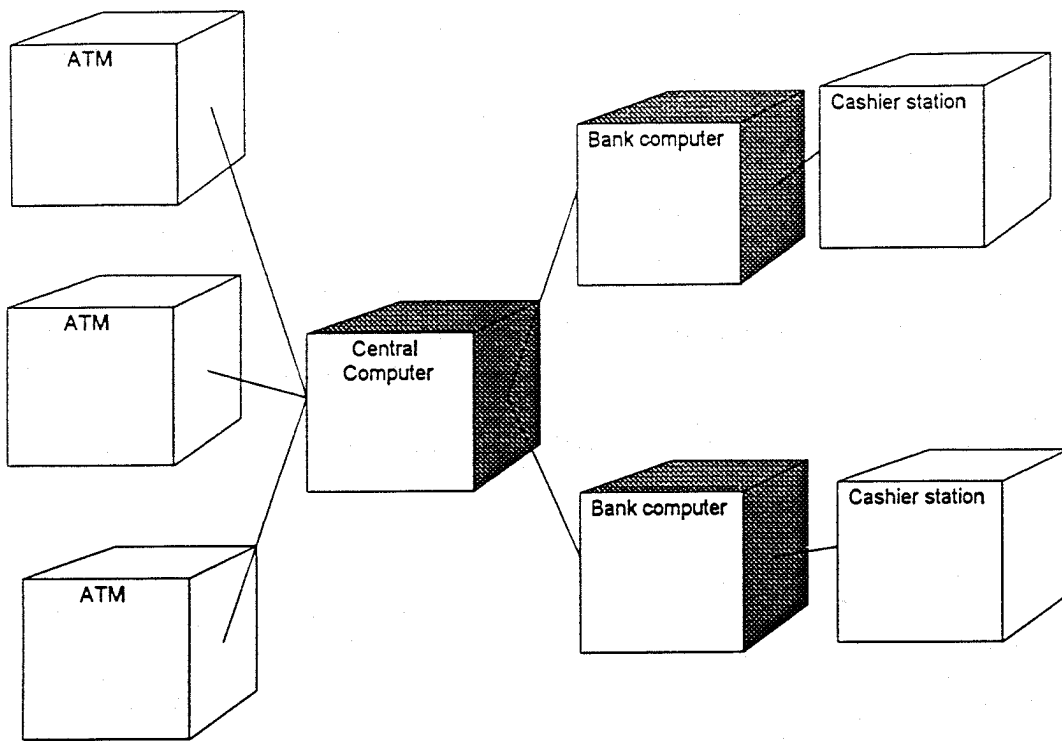 ATM
ATM
ATM
Central
Computer
Bank computer
Cashier station
Bank computer
Cashier station